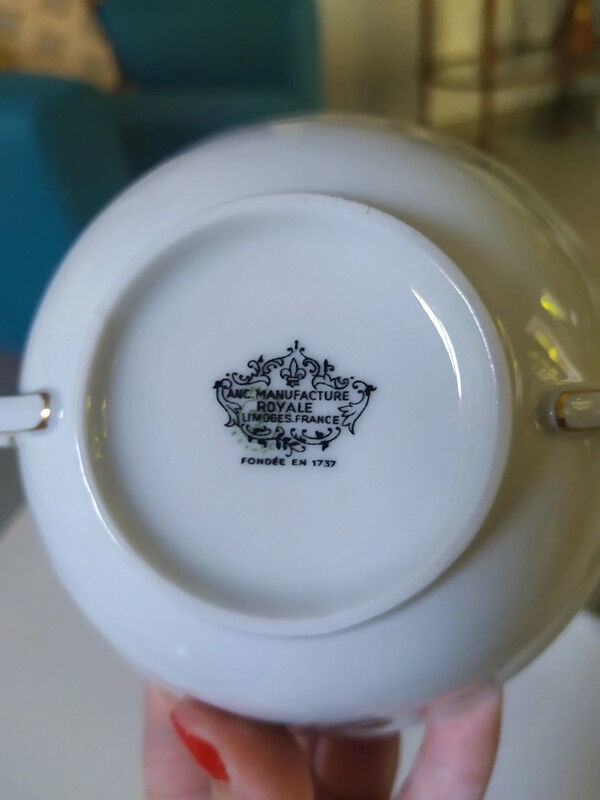 ANC. MANUFACTURE
ROYALE
LIMOGES. FRANCE
FONDÉE EN 1737